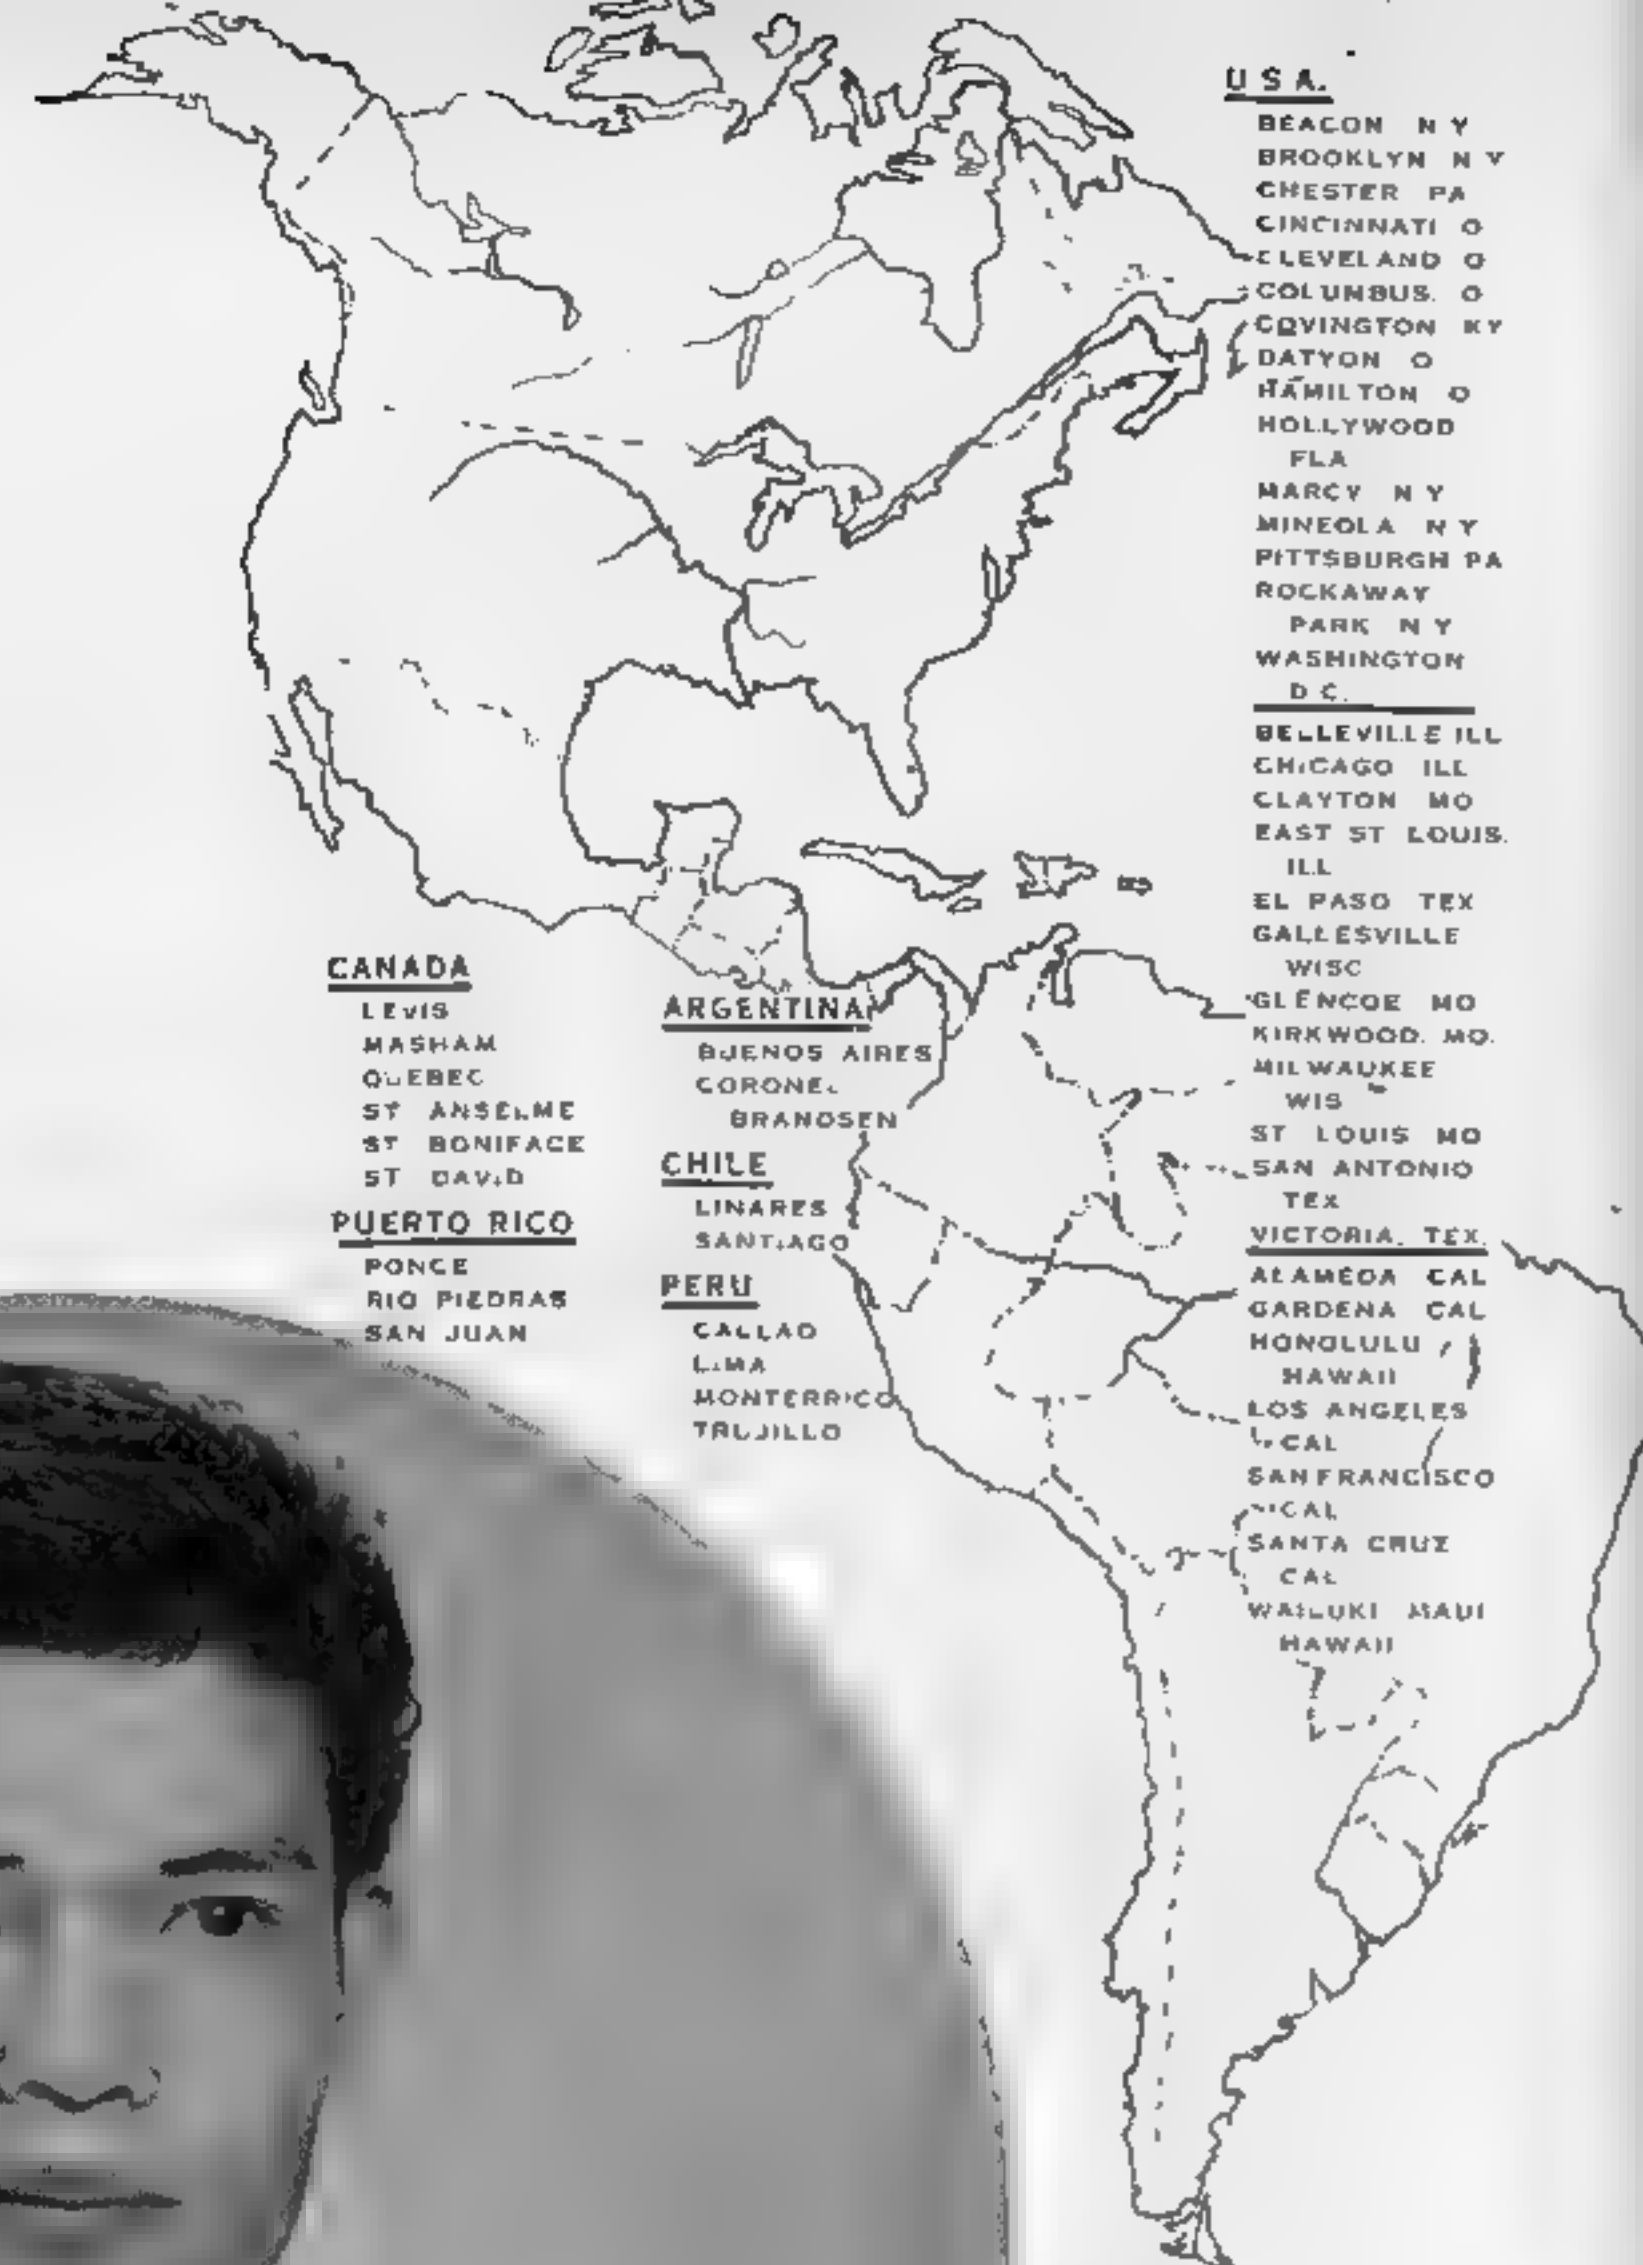 U S A.
BEACON N Y
BROOKLYN N Y
CHESTER PA
CINCINNATI O
CLEVELAND O
COLUMBUS. O
COVINGTON KY
DATYON O
HAMILTON O
HOLLYWOOD
FLA
MARCY N Y
MINEOLA N Y
PITTSBURGH PA
ROCKAWAY
PARK N Y
WASHINGTON
D C.
BELLEVILLE ILL
CHICAGO ILL
CLAYTON MO
EAST ST LOUIS.
ILL
EL PASO TEX
GALLESVILLE
WISC
GLENCOE MO
KIRKWOOD. MO.
MILWAUKEE
WIS
ST LOUIS MO
SAN ANTONIO
TEX
VICTORIA. TEX.
ALAMEDA CAL
GARDENA CAL
HONOLULU
HAWAII
LOS ANGELES
CAL
SAN FRANCISCO
CAL
SANTA CRUZ
CAL
WAILUKI MAUI
HAWAII
CANADA
LEVIS
MASHAM
QUEBEC
ST ANSELME
ST BONIFACE
ST DAVID
PUERTO RICO
PONCE
RIO PIEDRAS
SAN JUAN
ARGENTINA
BUENOS AIRES
CORONEL
BRANDSEN
CHILE
LINARES
SANTIAGO
PERU
CALLAO
LIMA
MONTERRICO
TRUJILLO